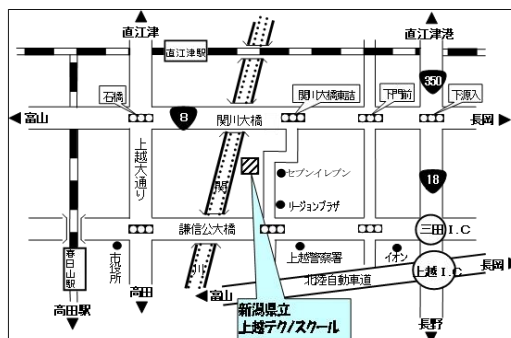 直江津
直江津港
直江津駅
350
石橋
関川大橋東詰
下門前
下源入
富山
8
関川大橋
長岡
上越大通り
セブンイレブン
関
18
リージョンプラザ
謙信公大橋
三田I.C
春日山駅
市役所
上越警察署
イオン
上越I.C
長岡
川
北陸自動車道
高田
富山
高田駅
新潟県立
上越テクノスクール
長野